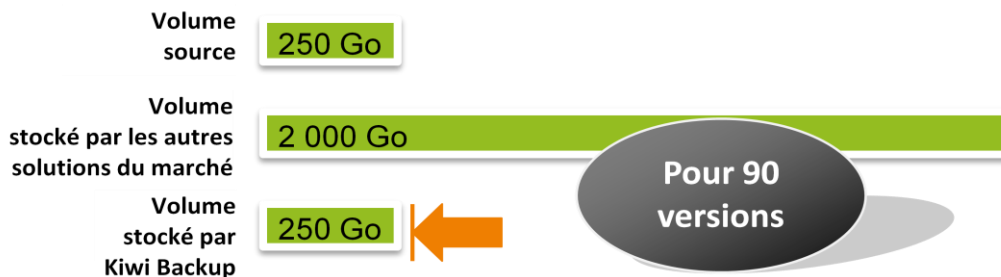 Volume
source
250 Go
Volume
stocké par les autres
solutions du marché
2 000 Go
Pour 90
versions
Volume
stocké par
Kiwi Backup
250 Go